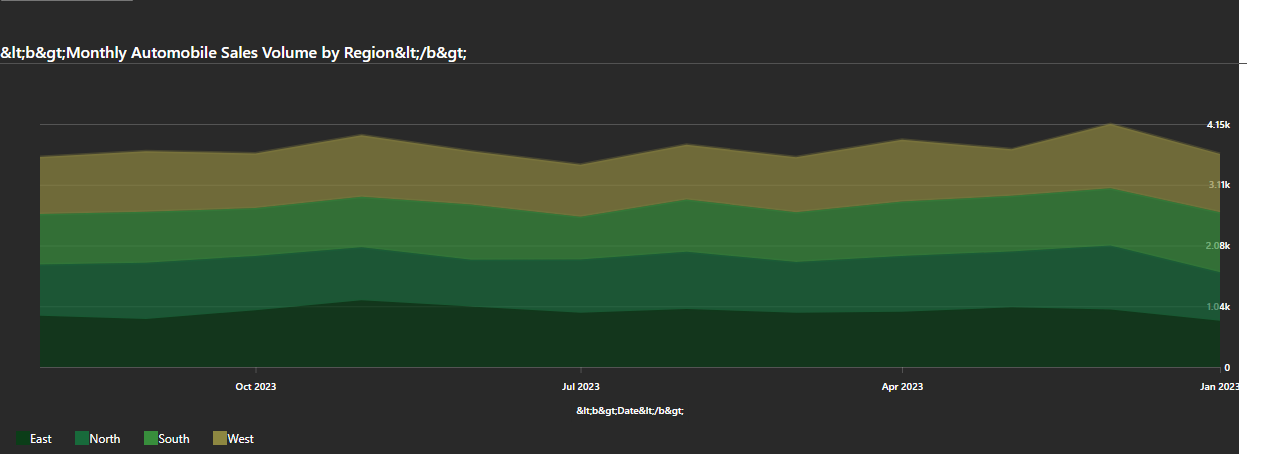 &lt;b&gt;Monthly Automobile Sales Volume by Region&lt;/b&gt;
4.15k
3.11k
2.08k
1.04k
0
Oct 2023 Jul 2023 Apr 2023 Jan 2023
&lt;b&gt;Date&lt;/b&gt;
East North South West